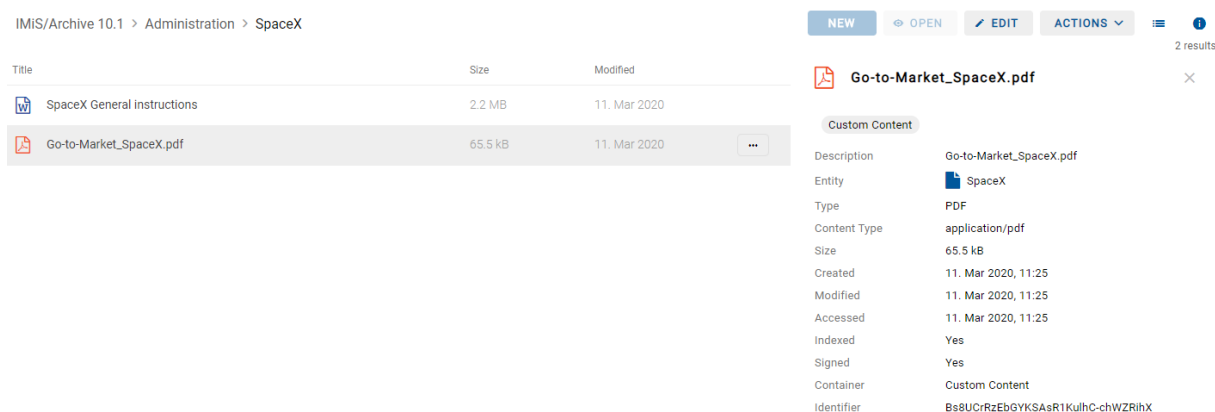 IMiS/Archive 10.1 > Administration > SpaceX
NEW OPEN EDIT ACTIONS
2 results
Title Size Modified
SpaceX General instructions 2.2 MB 11. Mar 2020
Go-to-Market_SpaceX.pdf 65.5 kB 11. Mar 2020 ...
Go-to-Market_SpaceX.pdf
Custom Content
Description Go-to-Market_SpaceX.pdf
Entity SpaceX
Type PDF
Content Type application/pdf
Size 65.5 kB
Created 11. Mar 2020, 11:25
Modified 11. Mar 2020, 11:25
Accessed 11. Mar 2020, 11:25
Indexed Yes
Signed Yes
Container Custom Content
Identifier Bs8UCrRzEbGYKSAsR1KulhC-chWZRihX